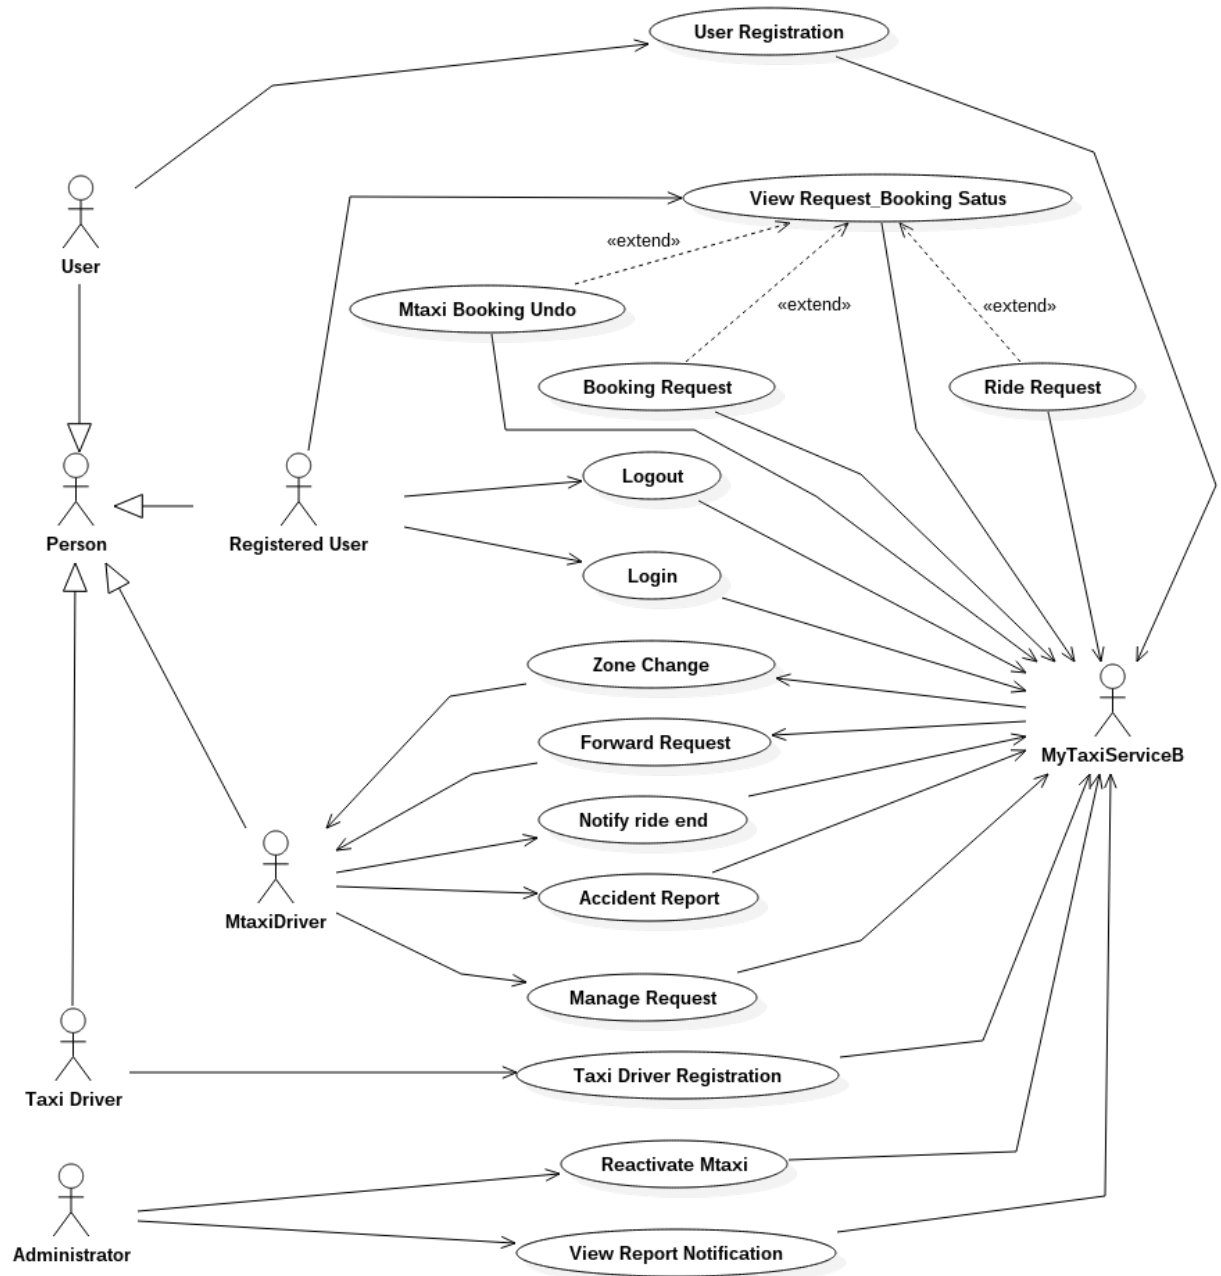 User Registration
View Request_Booking Satus
«extend»
User
Mtaxi Booking Undo
«extend»
«extend»
Booking Request
Ride Request
Logout
Person
Registered User
Login
Zone Change
Forward Request
MyTaxiServiceB
Notify ride end
Accident Report
MtaxiDriver
Manage Request
Taxi Driver Registration
Taxi Driver
Reactivate Mtaxi
Administrator
View Report Notification